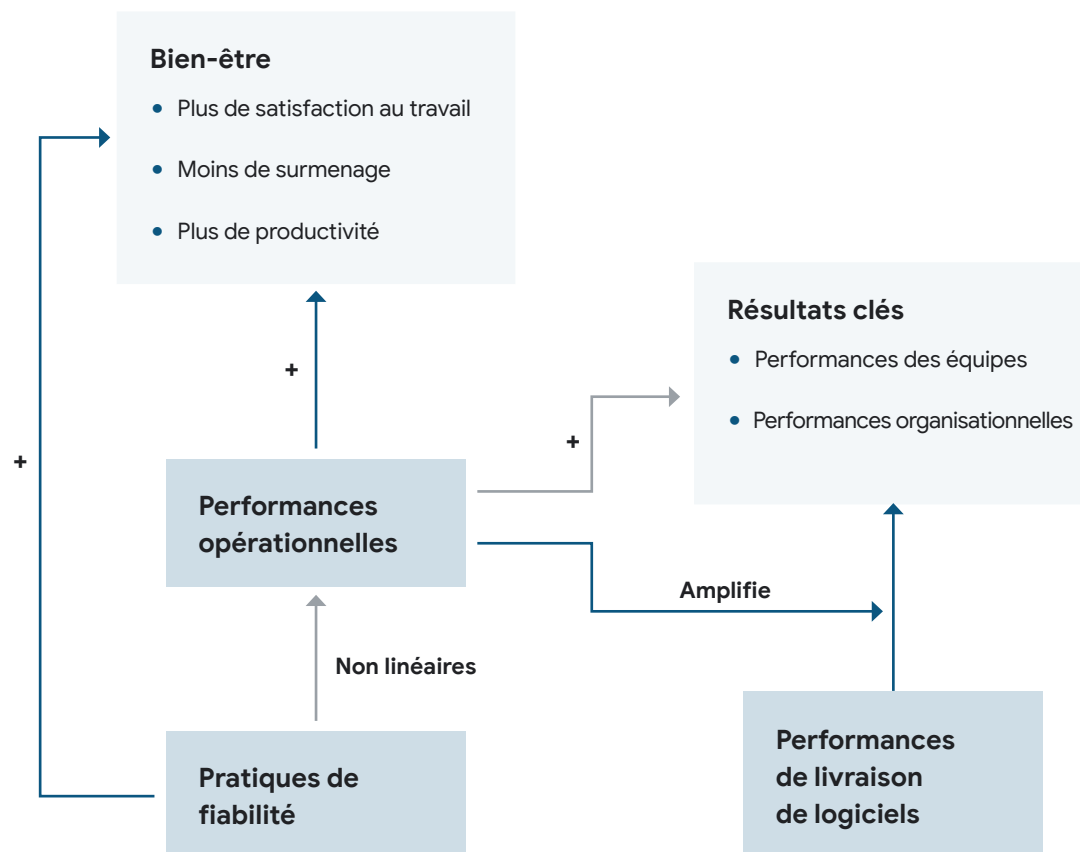 Bien-être
• Plus de satisfaction au travail
• Moins de surmenage
• Plus de productivité
Résultats clés
• Performances des équipes
• Performances organisationnelles
+
+
+
Performances
opérationnelles
Amplifie
Non linéaires
Pratiques de
fiabilité
Performances
de livraison
de logiciels